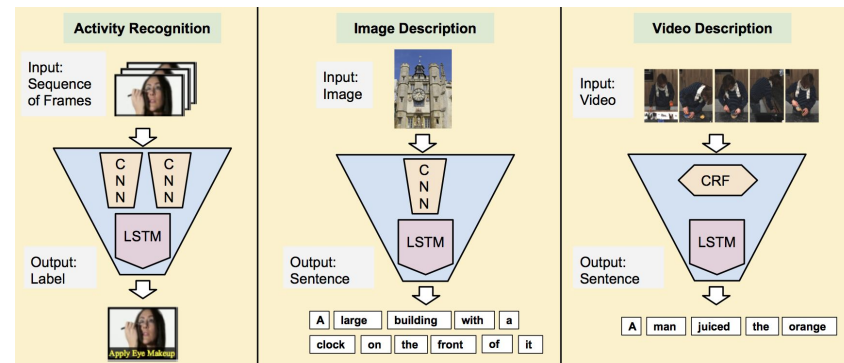 Activity Recognition
Input:
Sequence
of Frames
C
N
N
C
N
N
LSTM
Output:
Label
Apply Eye Makeup
Image Description
Input:
Image
C
N
N
LSTM
Output:
Sentence
A large building with a
clock on the front of it
Video Description
Input:
Video
CRF
LSTM
Output:
Sentence
A man juiced the orange